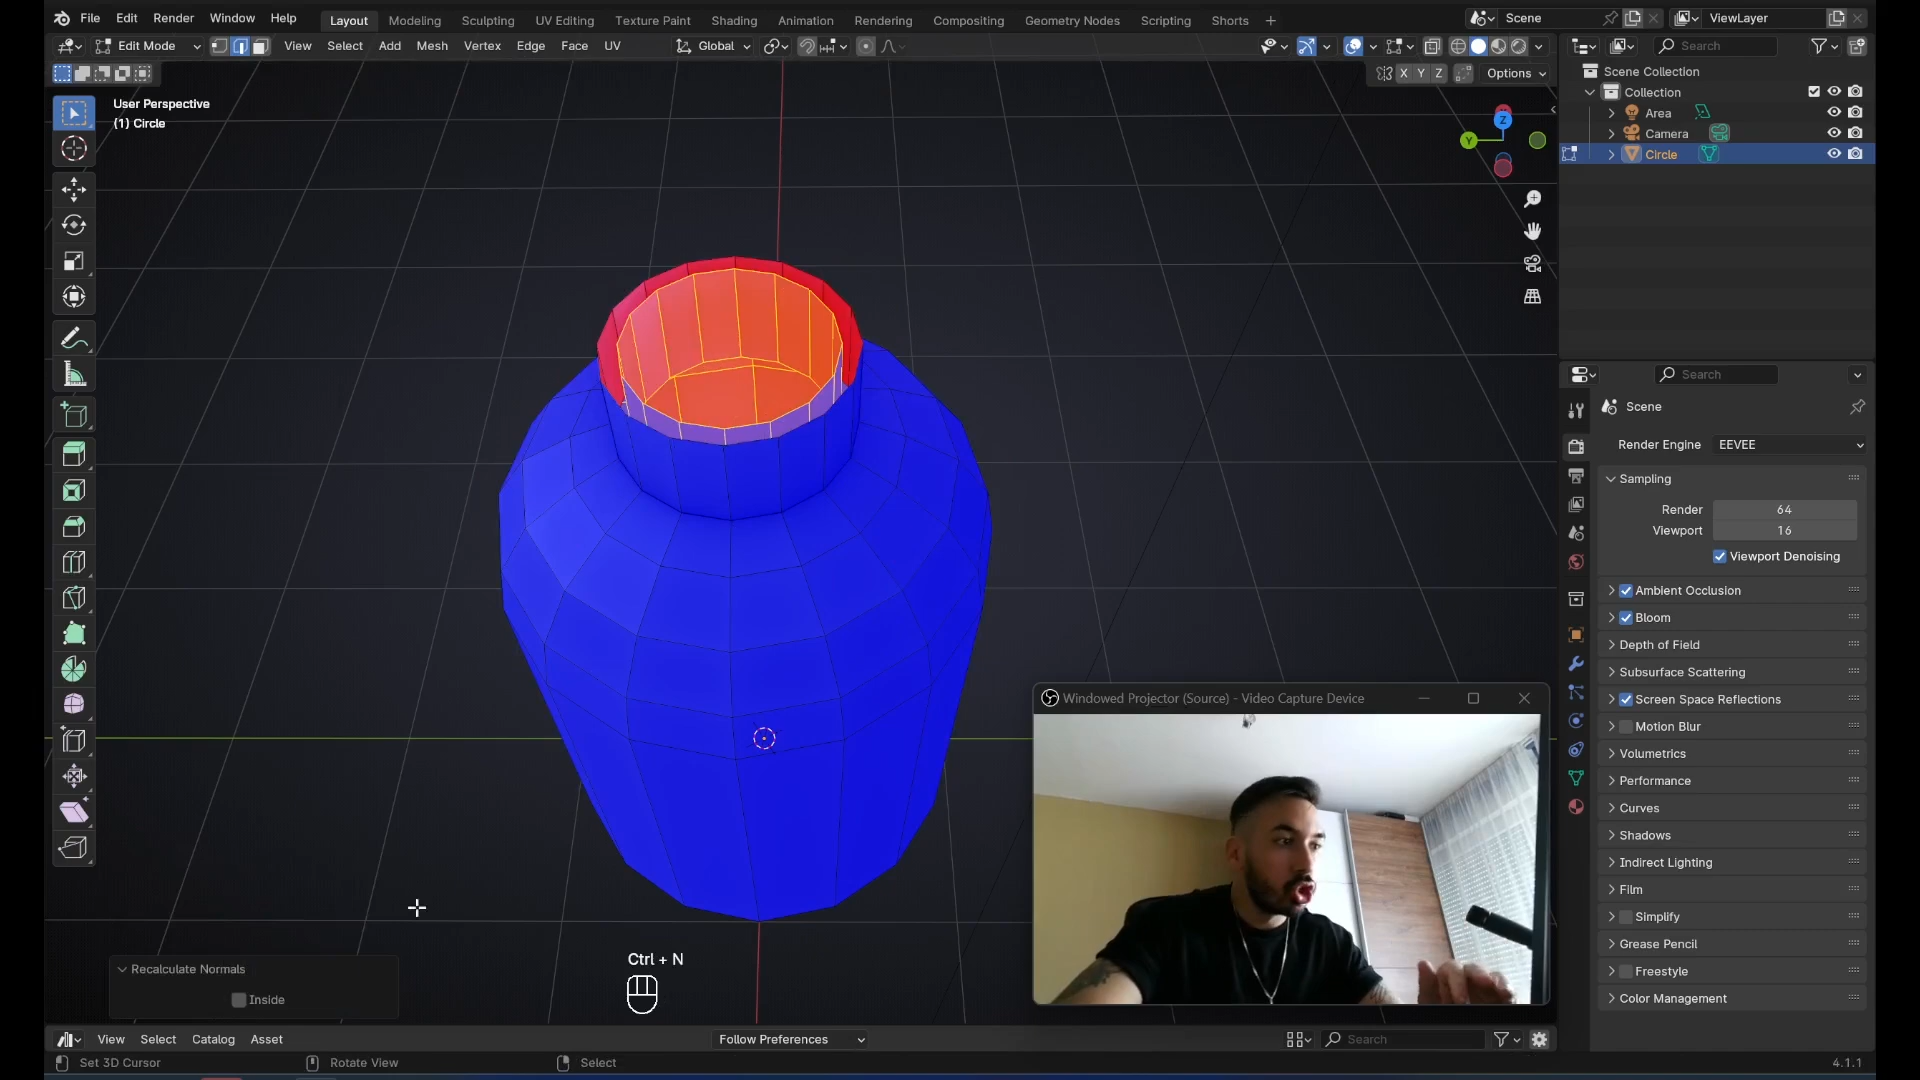 File Edit Render Window Help Layout Modeling Sculpting UV Editing Texture Paint Shading Animation Rendering Compositing Geometry Nodes Scripting Shorts Scene ViewLayer
Edit Mode View Select Add Mesh Vertex Edge Face UV Global Search
X Y Z Options
User Perspective
(1) Circle
Z
Y
Scene Collection
Collection
Area
Camera
Circle
Search
Scene
Render Engine EEVEE
Sampling
Render 64
Viewport 16
Viewport Denoising
Ambient Occlusion
Bloom
Depth of Field
Subsurface Scattering
Screen Space Reflections
Motion Blur
Volumetrics
Performance
Curves
Shadows
Indirect Lighting
Film
Simplify
Grease Pencil
Freestyle
Color Management
Windowed Projector (Source) - Video Capture Device
Ctrl + N
Recalculate Normals
Inside
View Select Catalog Asset Follow Preferences Search
Set 3D Cursor Rotate View Select 4.1.1